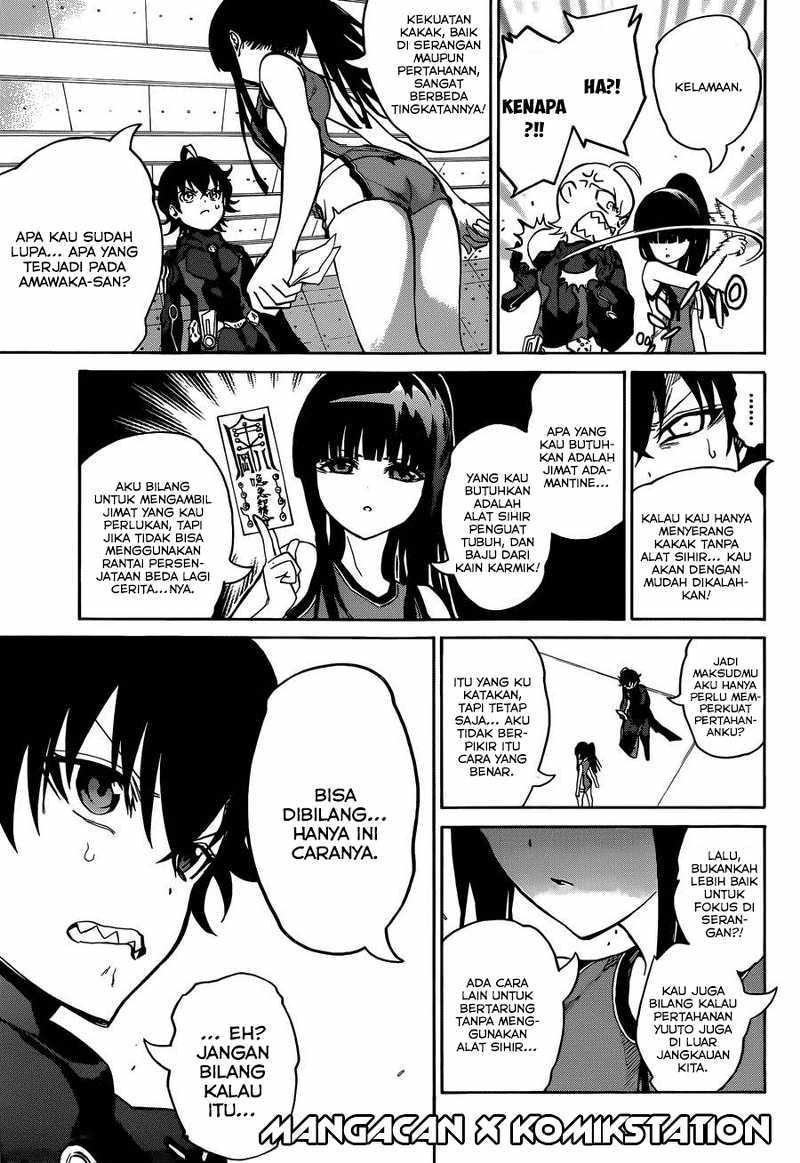 KELAMAAN.
HA?!
KENAPA
?!!
KEKUATAN
KAKAK, BAIK
DI SERANGAN
MAUPUN
PERTAHANAN,
SANGAT
BERBEDA
TINGKATANNYA!
APA KAU SUDAH
LUPA... APA YANG
TERJADI PADA
AMAWAKA-SAN?
.........
KALAU KAU HANYA
MENYERANG
KAKAK TANPA
ALAT SIHIR... KAU
AKAN DENGAN
MUDAH DIKALAH-
KAN!
APA YANG
KAU BUTUH-
KAN ADALAH
JIMAT ADA-
MANTINE...
YANG KAU
BUTUHKAN
ADALAH
ALAT SIHIR
PENGUAT
TUBUH, DAN
BAJU DARI
KAIN KARMIK!
AKU BILANG
UNTUK MENGAMBIL
JIMAT YANG KAU
PERLUKAN, TAPI
JIKA TIDAK BISA
MENGGUNAKAN
RANTAI PERSEN-
JATAAN BEDA LAGI
CERITA...NYA.
JADI
MAKSUDMU
AKU HANYA
PERLU MEM-
PERKUAT
PERTAHAN-
ANKU?
ITU YANG KU
KATAKAN,
TAPI TETAP
SAJA... AKU
TIDAK BER-
PIKIR ITU
CARA YANG
BENAR.
LALU,
BUKANKAH
LEBIH BAIK
UNTUK
FOKUS DI
SERAN-
GAN?!
KAU JUGA
BILANG KALAU
PERTAHANAN
YUUTO JUGA
DI LUAR
JANGKAUAN
KITA.
ADA CARA
LAIN UNTUK
BERTARUNG
TANPA MENG-
GUNAKAN
ALAT SIHIR...
BISA
DIBILANG...
HANYA INI
CARANYA.
... EH?
JANGAN
BILANG
KALAU
ITU...
MANGACAN X KOMIKSTATION